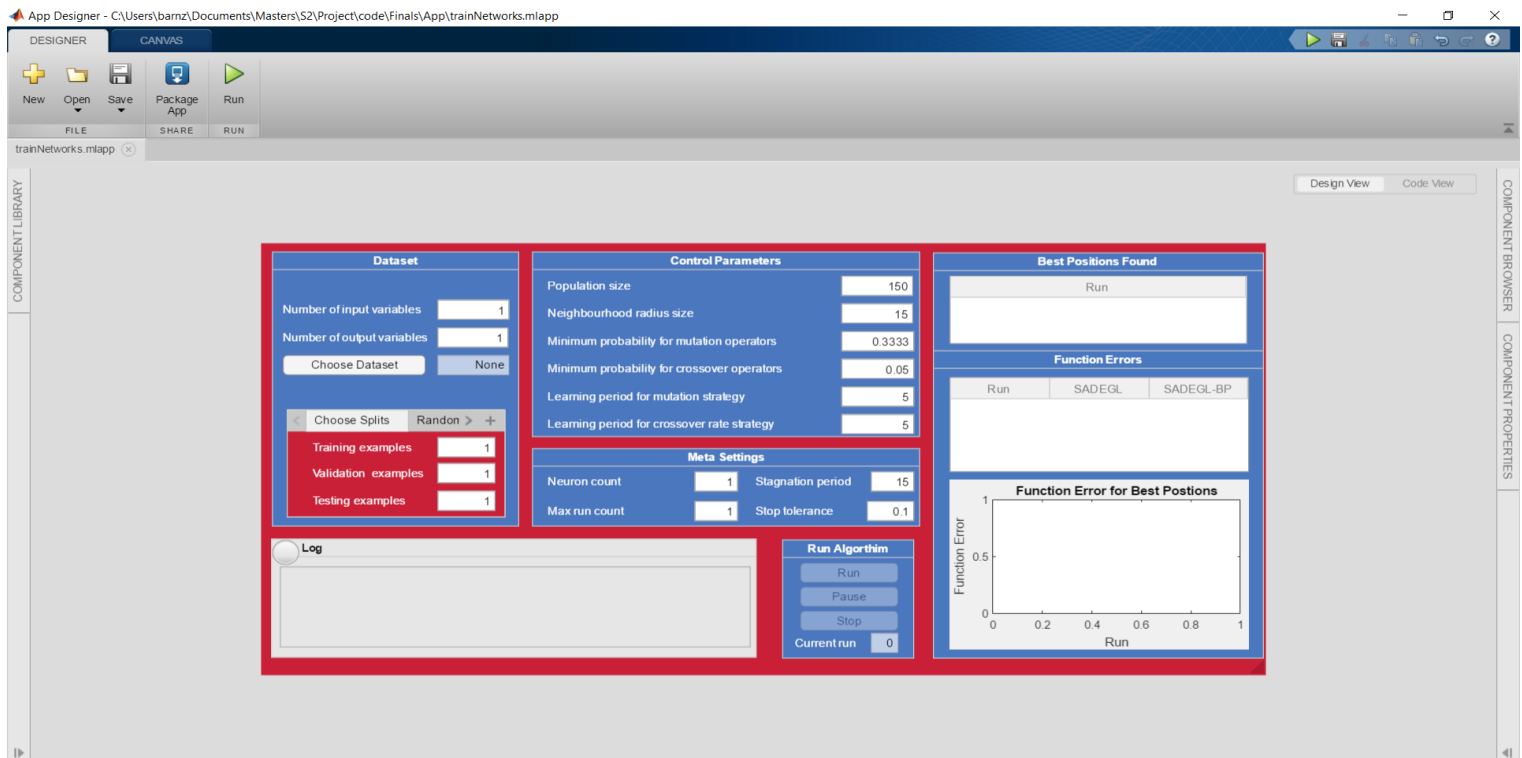 App Designer - C:\Users\barnz\Documents\Masters\S2\Project\code\Finals\App\trainNetworks.mlapp
DESIGNER CANVAS
New Open Save Package App Run
FILE SHARE RUN
trainNetworks.mlapp
COMPONENT LIBRARY
Design View Code View
COMPONENT BROWSER
COMPONENT PROPERTIES
Dataset
Number of input variables 1
Number of output variables 1
Choose Dataset None
Choose Splits Randon
Training examples 1
Validation examples 1
Testing examples 1
Control Parameters
Population size 150
Neighbourhood radius size 15
Minimum probability for mutation operators 0.3333
Minimum probability for crossover operators 0.05
Learning period for mutation strategy 5
Learning period for crossover rate strategy 5
Meta Settings
Neuron count 1 Stagnation period 15
Max run count 1 Stop tolerance 0.1
Best Positions Found
Run
Function Errors
Run SADEGL SADEGL-BP
Function Error for Best Postions
Function Error
1
0.5
0
0 0.2 0.4 0.6 0.8 1
Run
Log
Run Algorthim
Run
Pause
Stop
Current run 0